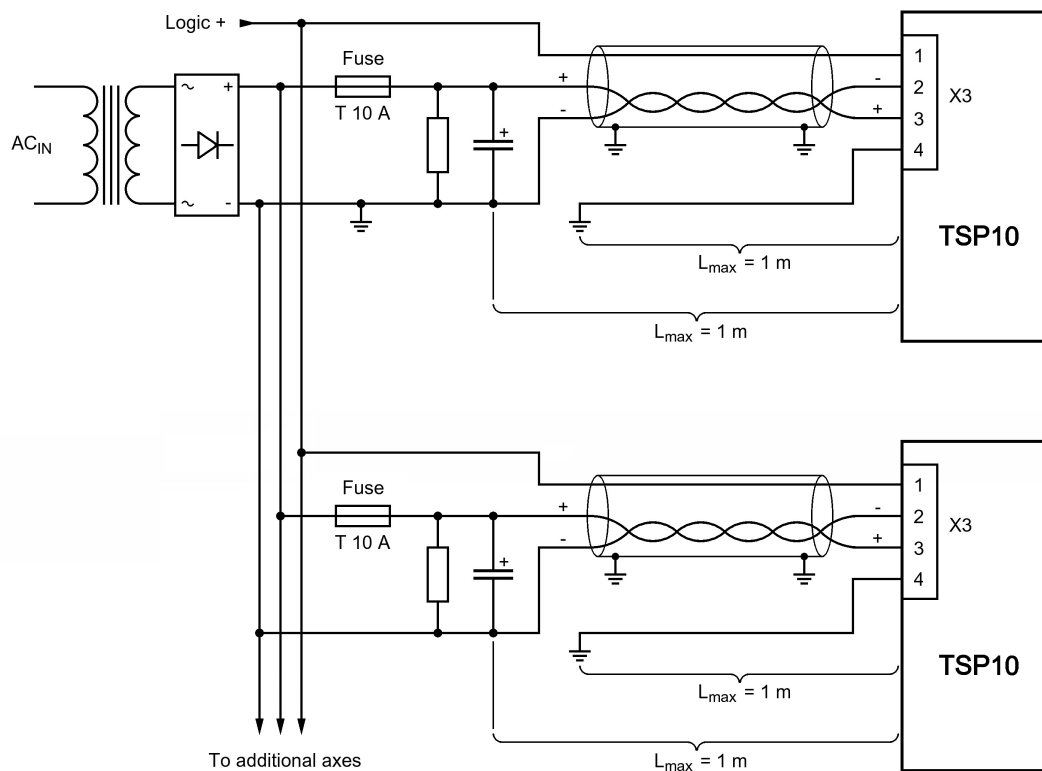 Logic +
Fuse
T 10 A
AC_IN
~
+
~
-
+
-
+
-
+
1
2
3
4
X3
TSP10
L_max = 1 m
L_max = 1 m
Fuse
T 10 A
+
-
+
-
+
1
2
3
4
X3
TSP10
L_max = 1 m
L_max = 1 m
To additional axes